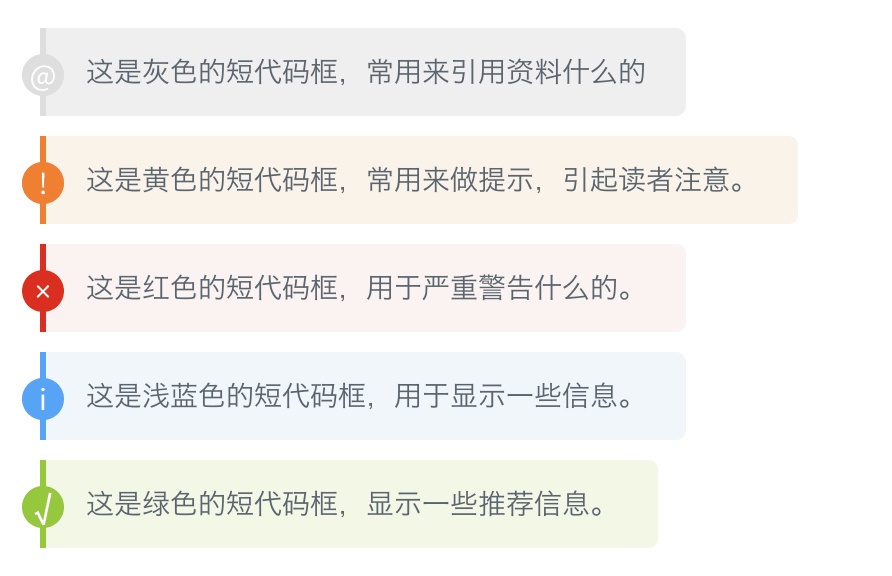 @ 这是灰色的短代码框，常用来引用资料什么的
! 这是黄色的短代码框，常用来做提示，引起读者注意。
× 这是红色的短代码框，用于严重警告什么的。
i 这是浅蓝色的短代码框，用于显示一些信息。
√ 这是绿色的短代码框，显示一些推荐信息。